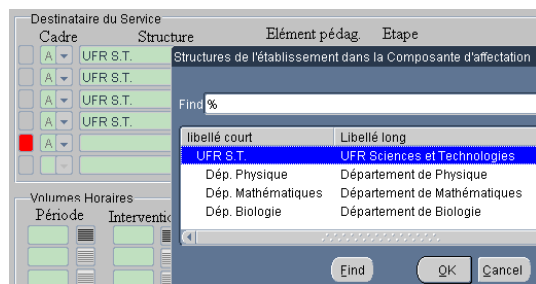 Destinataire du Service
Cadre Structure Elément pédag. Etape
A UFR S.T.
A UFR S.T.
A UFR S.T.
A UFR S.T.
A
Structures de l'établissement dans la Composante d'affectation
Find %
libellé court Libellé long
UFR S.T. UFR Sciences et Technologies
Dép. Physique Département de Physique
Dép. Mathématiques Département de Mathématiques
Dép. Biologie Département de Biologie
Find OK Cancel
Volumes Horaires
Période Interventio